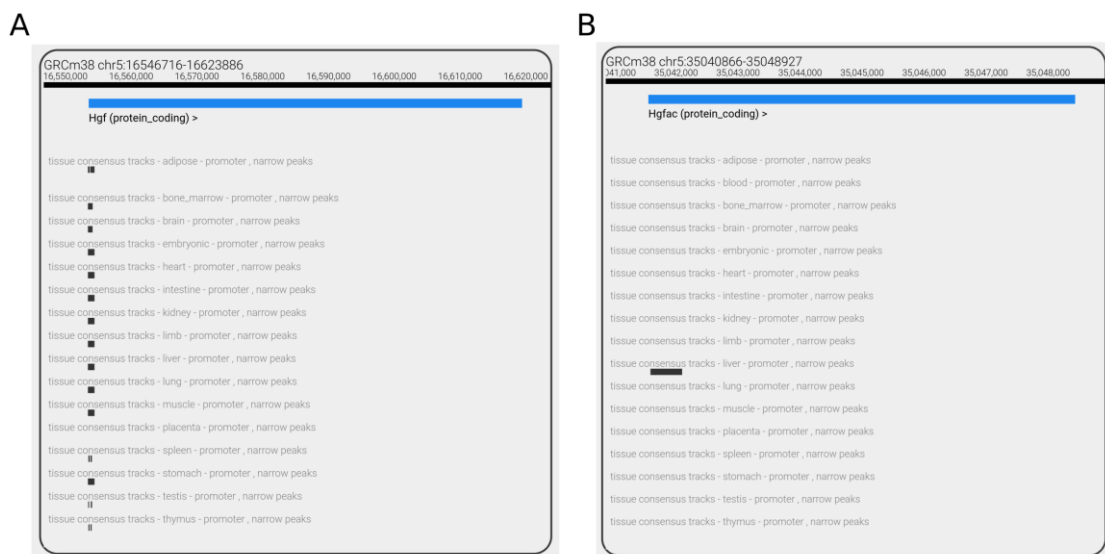 A
GRCm38 chr5:16546716-16623886
16,550,000 16,560,000 16,570,000 16,580,000 16,590,000 16,600,000 16,610,000 16,620,000
Hgf (protein_coding) >
tissue consensus tracks - adipose - promoter , narrow peaks
tissue consensus tracks - bone_marrow - promoter , narrow peaks
tissue consensus tracks - brain - promoter , narrow peaks
tissue consensus tracks - embryonic - promoter , narrow peaks
tissue consensus tracks - heart - promoter , narrow peaks
tissue consensus tracks - intestine - promoter , narrow peaks
tissue consensus tracks - kidney - promoter , narrow peaks
tissue consensus tracks - limb - promoter , narrow peaks
tissue consensus tracks - liver - promoter , narrow peaks
tissue consensus tracks - lung - promoter , narrow peaks
tissue consensus tracks - muscle - promoter , narrow peaks
tissue consensus tracks - placenta - promoter , narrow peaks
tissue consensus tracks - spleen - promoter , narrow peaks
tissue consensus tracks - stomach - promoter , narrow peaks
tissue consensus tracks - testis - promoter , narrow peaks
tissue consensus tracks - thymus - promoter , narrow peaks
B
GRCm38 chr5:35040866-35048927
)41,000 35,042,000 35,043,000 35,044,000 35,045,000 35,046,000 35,047,000 35,048,000
Hgfac (protein_coding) >
tissue consensus tracks - adipose - promoter , narrow peaks
tissue consensus tracks - blood - promoter , narrow peaks
tissue consensus tracks - bone_marrow - promoter , narrow peaks
tissue consensus tracks - brain - promoter , narrow peaks
tissue consensus tracks - embryonic - promoter , narrow peaks
tissue consensus tracks - heart - promoter , narrow peaks
tissue consensus tracks - intestine - promoter , narrow peaks
tissue consensus tracks - kidney - promoter , narrow peaks
tissue consensus tracks - limb - promoter , narrow peaks
tissue consensus tracks - liver - promoter , narrow peaks
tissue consensus tracks - lung - promoter , narrow peaks
tissue consensus tracks - muscle - promoter , narrow peaks
tissue consensus tracks - placenta - promoter , narrow peaks
tissue consensus tracks - spleen - promoter , narrow peaks
tissue consensus tracks - stomach - promoter , narrow peaks
tissue consensus tracks - testis - promoter , narrow peaks
tissue consensus tracks - thymus - promoter , narrow peaks